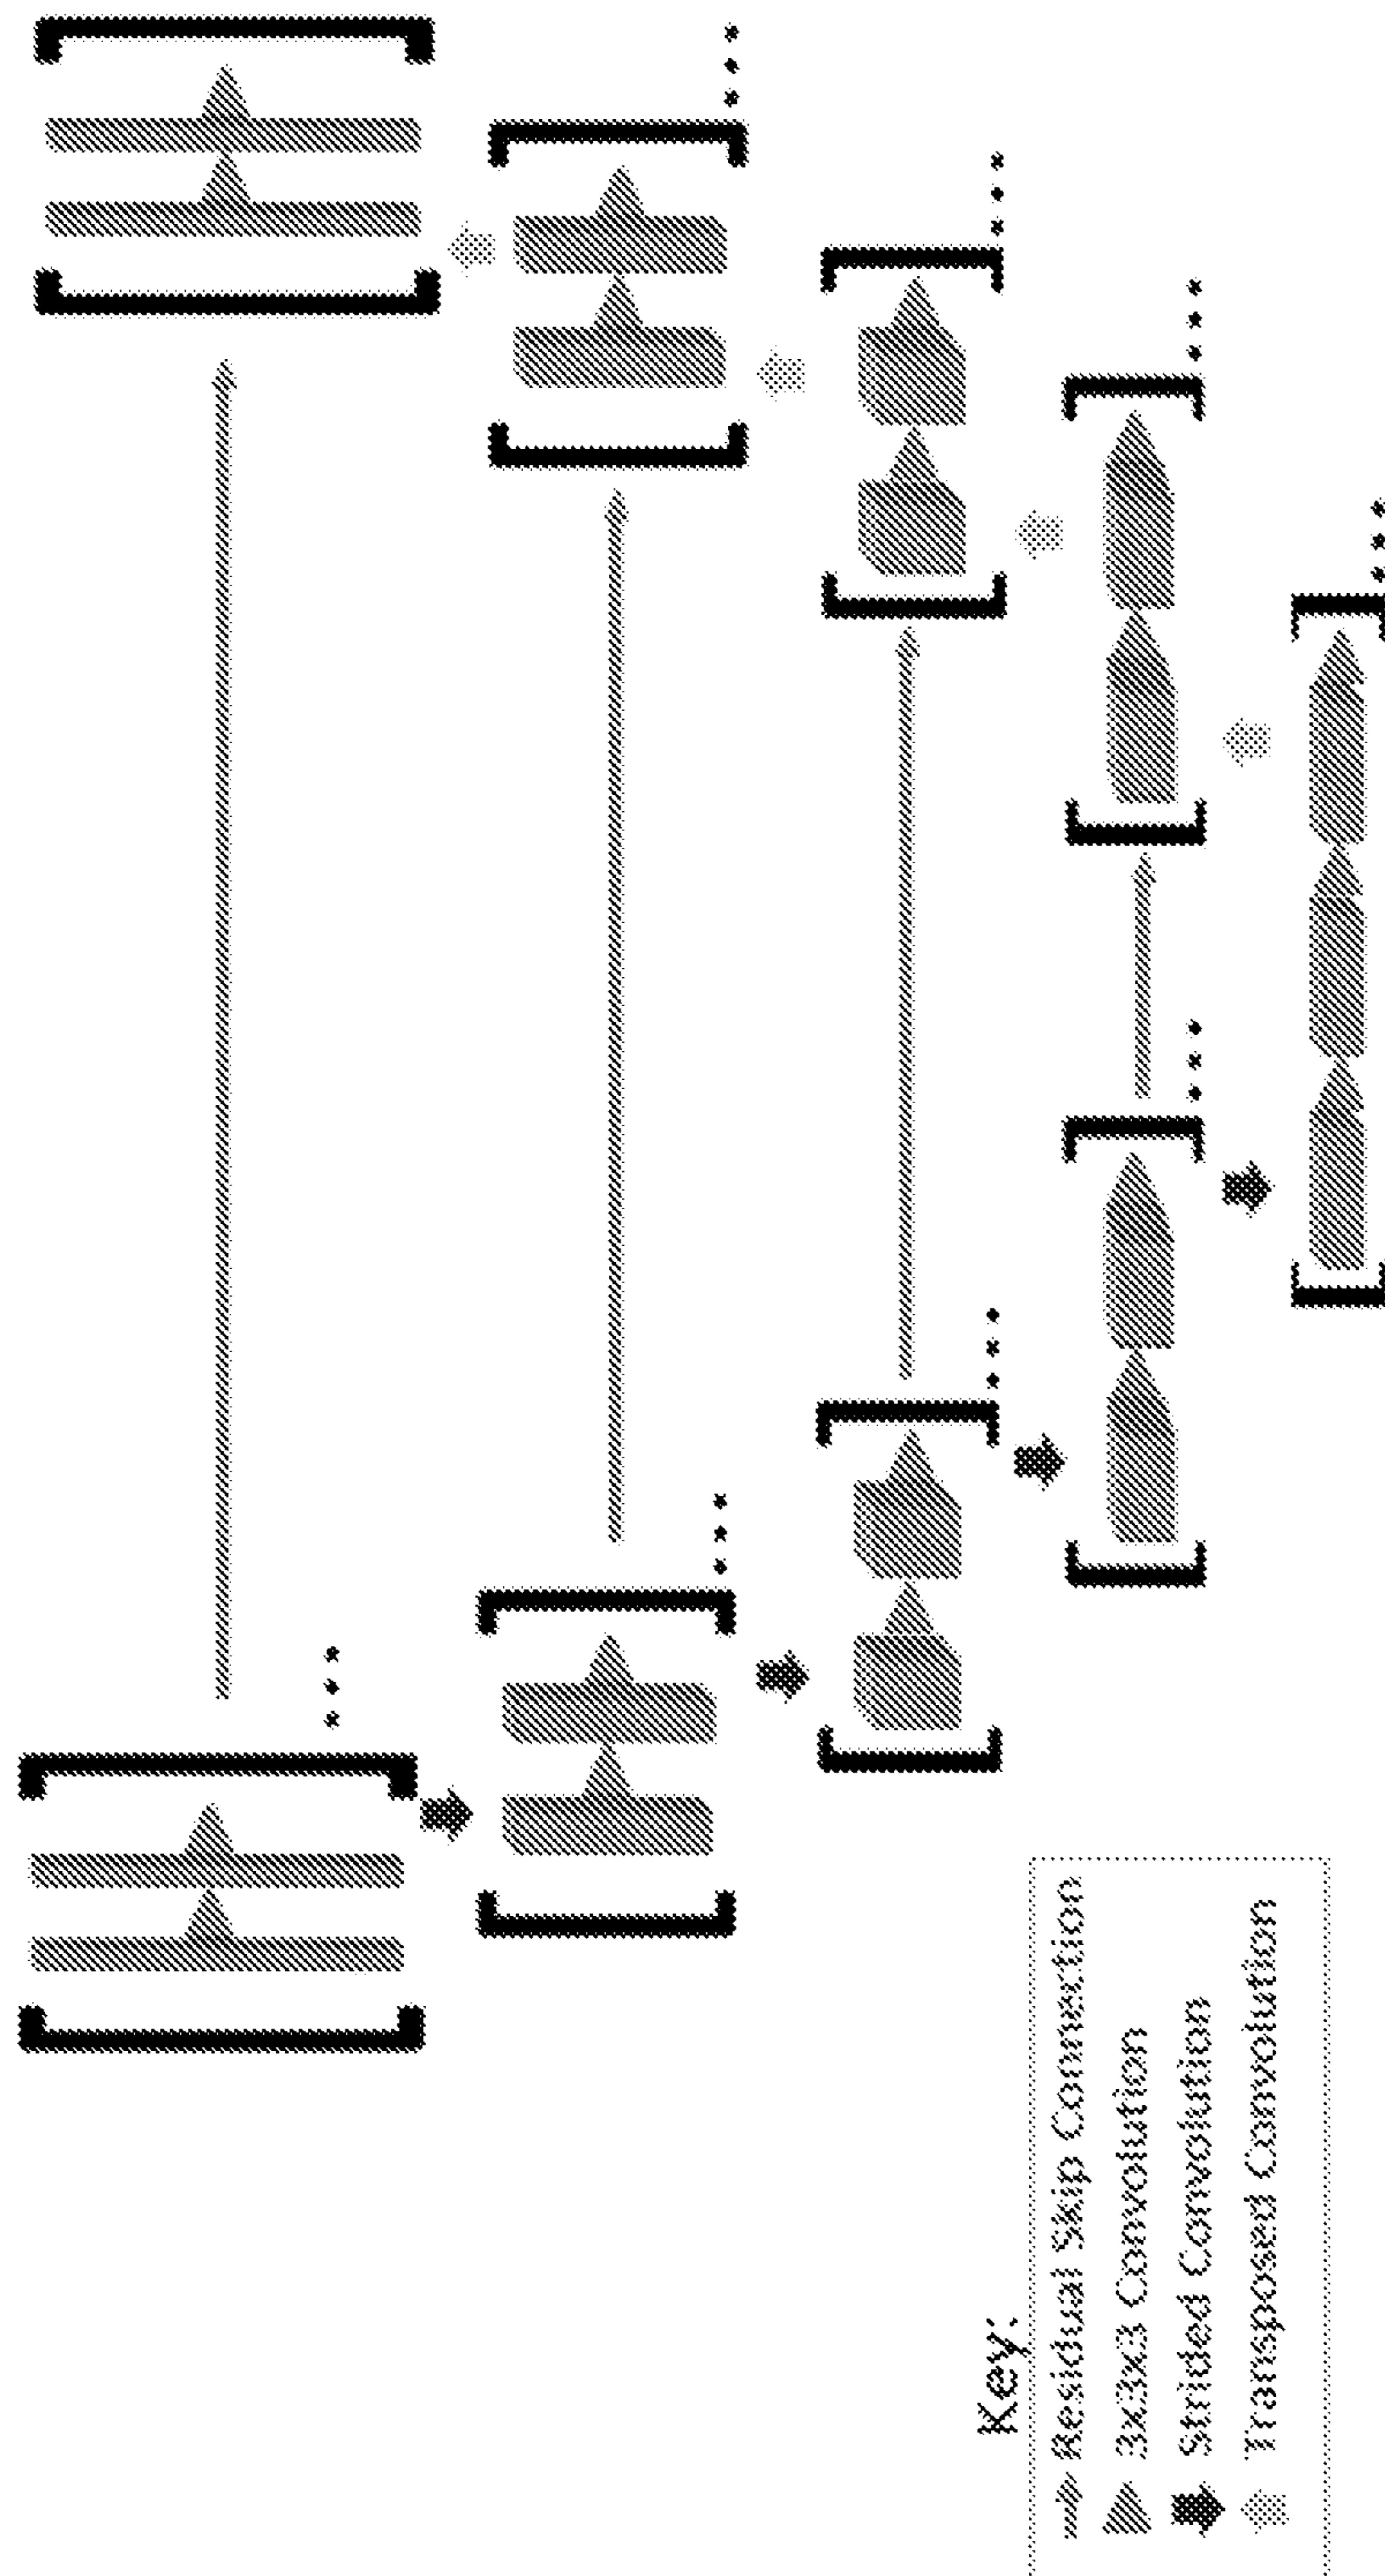 Key:
Residual Skip Connection
3x3x3 Convolution
Strided Convolution
Transposed Convolution